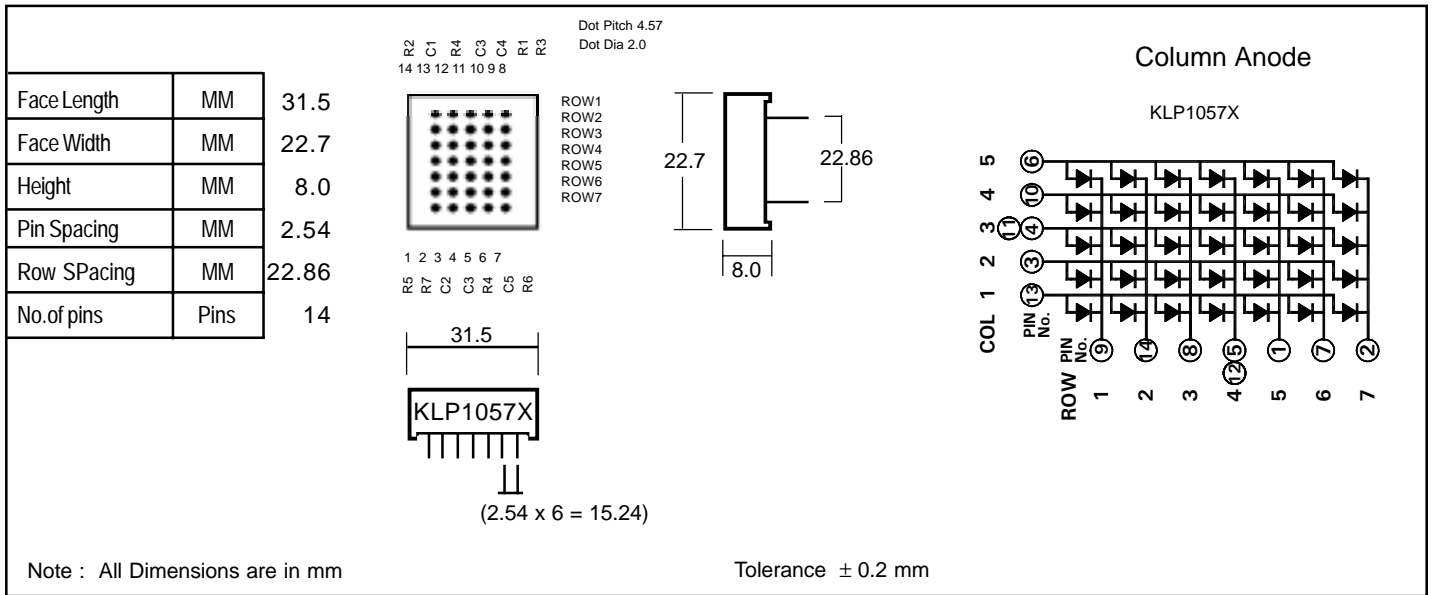 Dot Pitch 4.57
Dot Dia 2.0
R2 C1 R4 C3 C4 R1 R3
14 13 12 11 10 9 8
Face Length MM 31.5
Face Width MM 22.7
Height MM 8.0
Pin Spacing MM 2.54
Row SPacing MM 22.86
No.of pins Pins 14
ROW1
ROW2
ROW3
ROW4
ROW5
ROW6
ROW7
1 2 3 4 5 6 7
R5 R7 C2 C3 R4 C5 R6
22.7
22.86
8.0
31.5
KLP1057X
(2.54 x 6 = 15.24)
Column Anode
KLP1057X
5 6
4 10
3 11 4
2 3
COL 1 13
PIN No.
PIN No. 9 14 8 5 1 7 2
12
ROW 1 2 3 4 5 6 7
Note : All Dimensions are in mm
Tolerance ± 0.2 mm